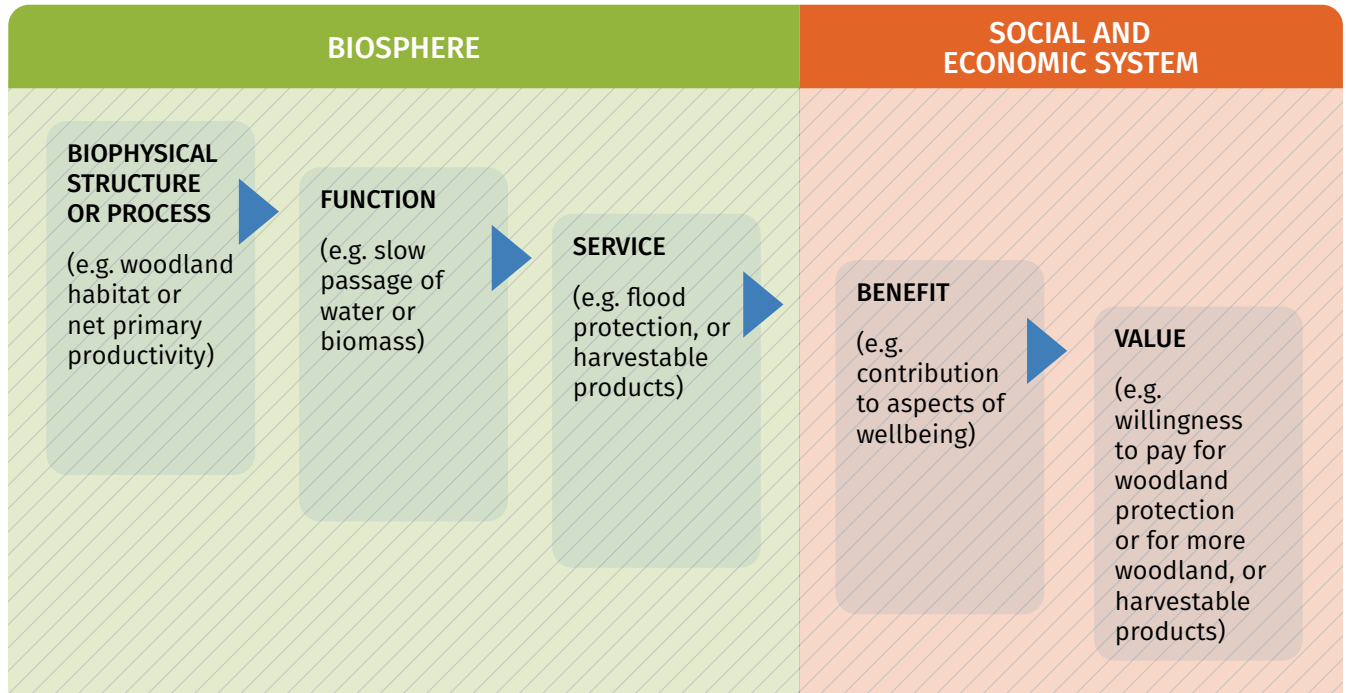 BIOSPHERE
SOCIAL AND
ECONOMIC SYSTEM
BIOPHYSICAL
STRUCTURE
OR PROCESS
(e.g. woodland
habitat or
net primary
productivity)
FUNCTION
(e.g. slow
passage of
water or
biomass)
SERVICE
(e.g. flood
protection, or
harvestable
products)
BENEFIT
(e.g.
contribution
to aspects of
wellbeing)
VALUE
(e.g.
willingness
to pay for
woodland
protection
or for more
woodland, or
harvestable
products)